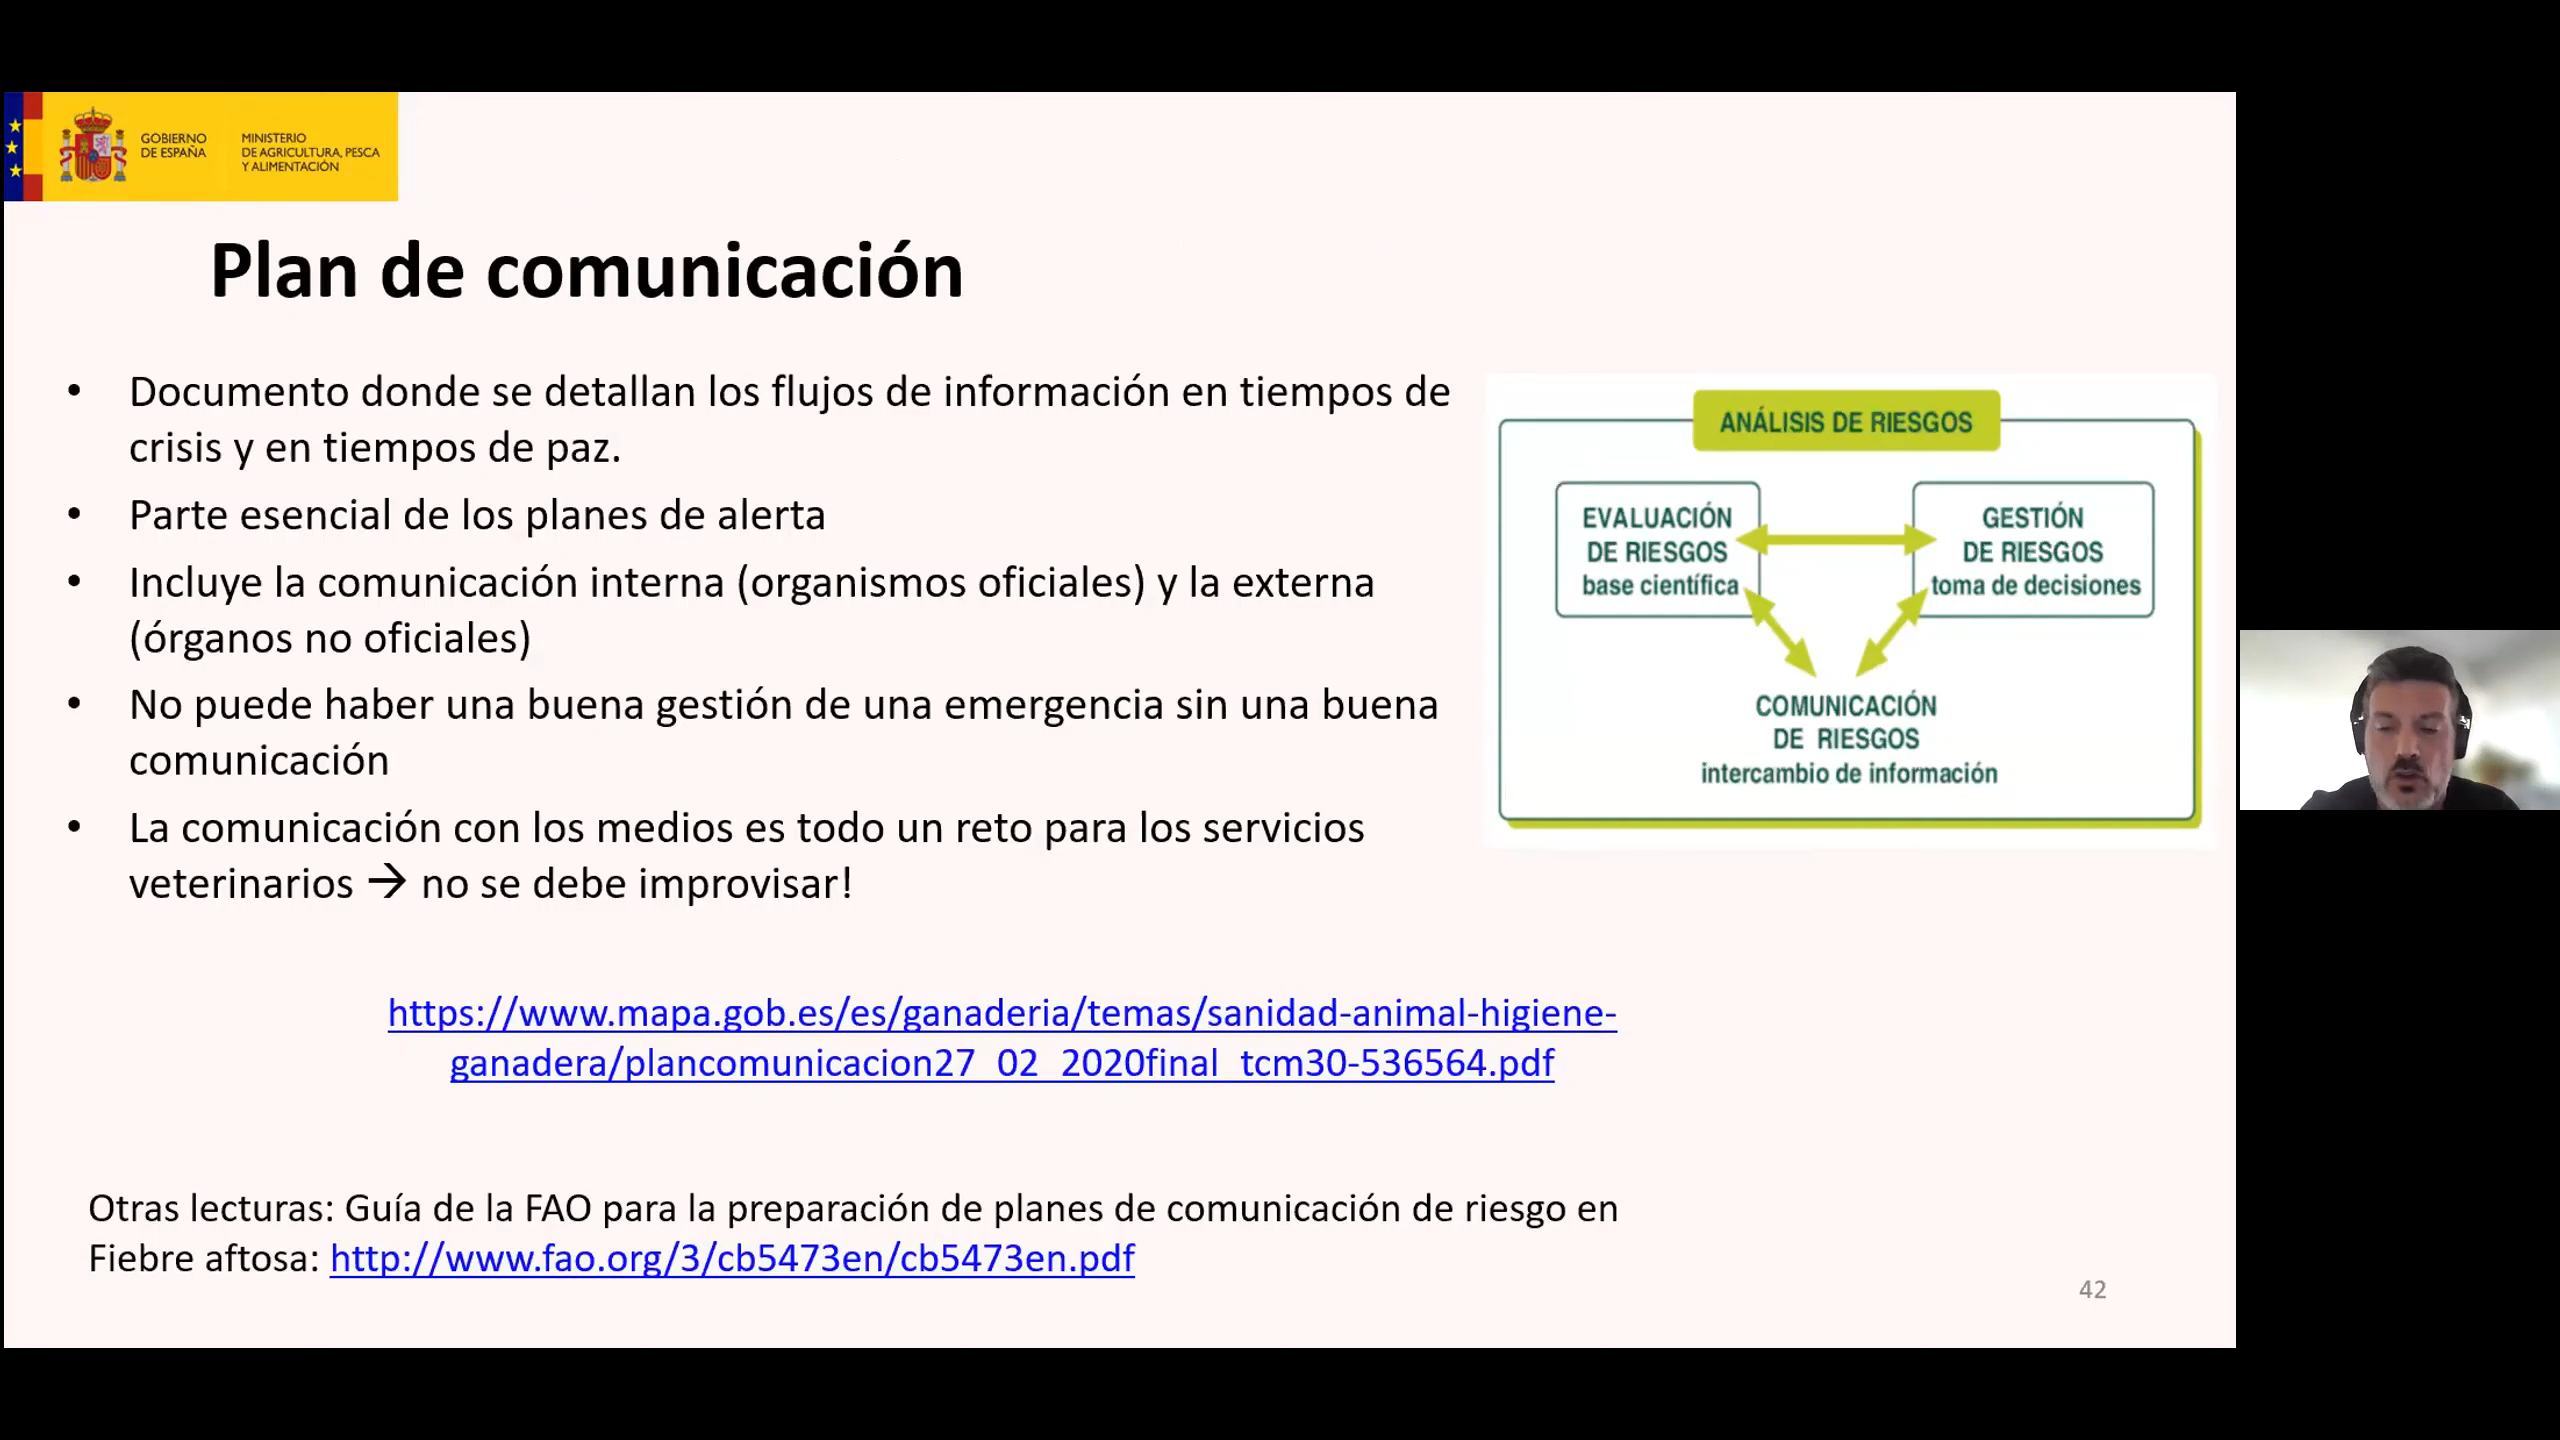 GOBIERNO
DE ESPAÑA
MINISTERIO
DE AGRICULTURA, PESCA
Y ALIMENTACIÓN
Plan de comunicación
• Documento donde se detallan los flujos de información en tiempos de
crisis y en tiempos de paz.
• Parte esencial de los planes de alerta
• Incluye la comunicación interna (organismos oficiales) y la externa
(órganos no oficiales)
• No puede haber una buena gestión de una emergencia sin una buena
comunicación
• La comunicación con los medios es todo un reto para los servicios
veterinarios → no se debe improvisar!
ANÁLISIS DE RIESGOS
EVALUACIÓN
DE RIESGOS
base científica
GESTIÓN
DE RIESGOS
toma de decisiones
COMUNICACIÓN
DE RIESGOS
intercambio de información
https://www.mapa.gob.es/es/ganaderia/temas/sanidad-animal-higiene-
ganadera/plancomunicacion27_02_2020final_tcm30-536564.pdf
Otras lecturas: Guía de la FAO para la preparación de planes de comunicación de riesgo en
Fiebre aftosa: http://www.fao.org/3/cb5473en/cb5473en.pdf
42